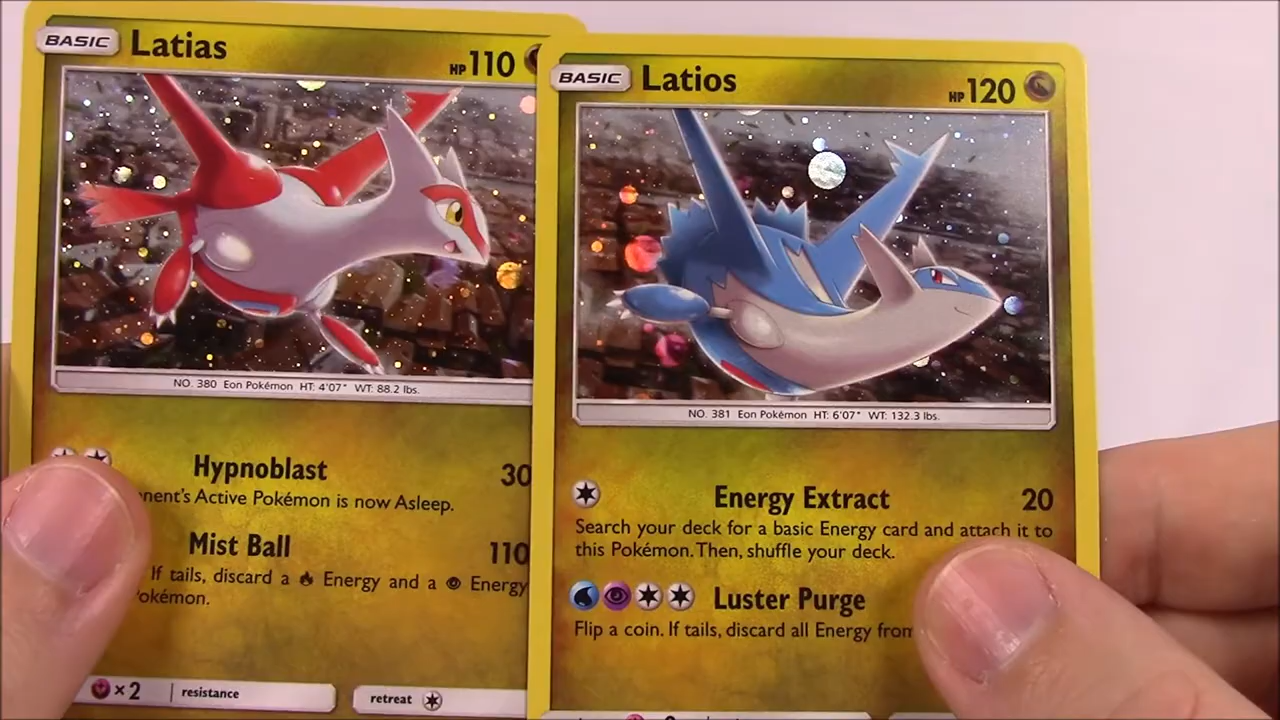 BASIC Latias HP 110
NO. 380 Eon Pokémon HT: 4'07" WT: 88.2 lbs.
Hypnoblast 30
Active Pokémon is now Asleep.
Mist Ball 110
If tails, discard a Energy and a Energy
×2 resistance retreat
BASIC Latios HP 120
NO. 381 Eon Pokémon HT: 6'07" WT: 132.3 lbs.
Energy Extract 20
Search your deck for a basic Energy card and attach it to
this Pokémon. Then, shuffle your deck.
Luster Purge
Flip a coin. If tails, discard all Energy from